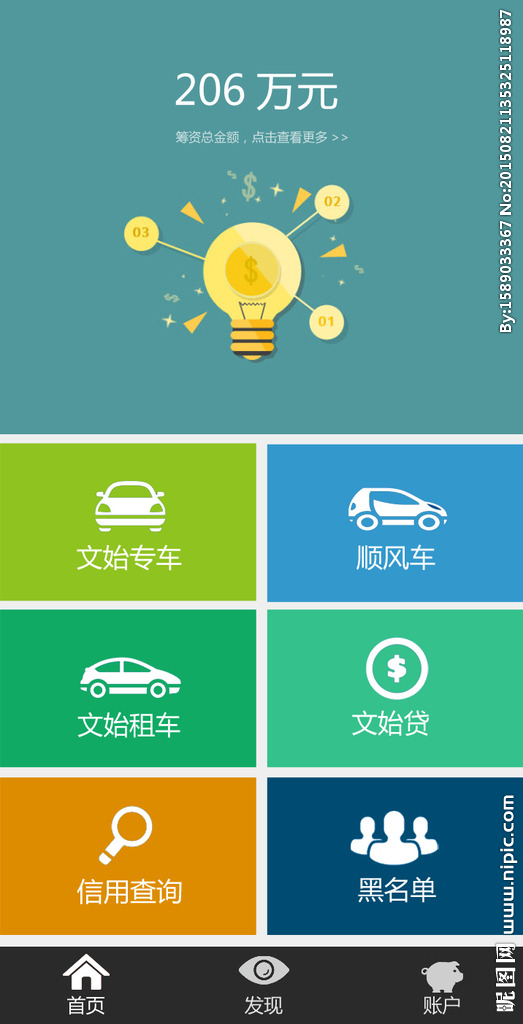 206 万元
筹资总金额，点击查看更多 >>
$
02
03
$
01
文始专车
顺风车
文始租车
$
文始贷
信用查询
黑名单
首页
发现
账户
By:1589033367 No:20150821135325118987
昵图网 www.nipic.com